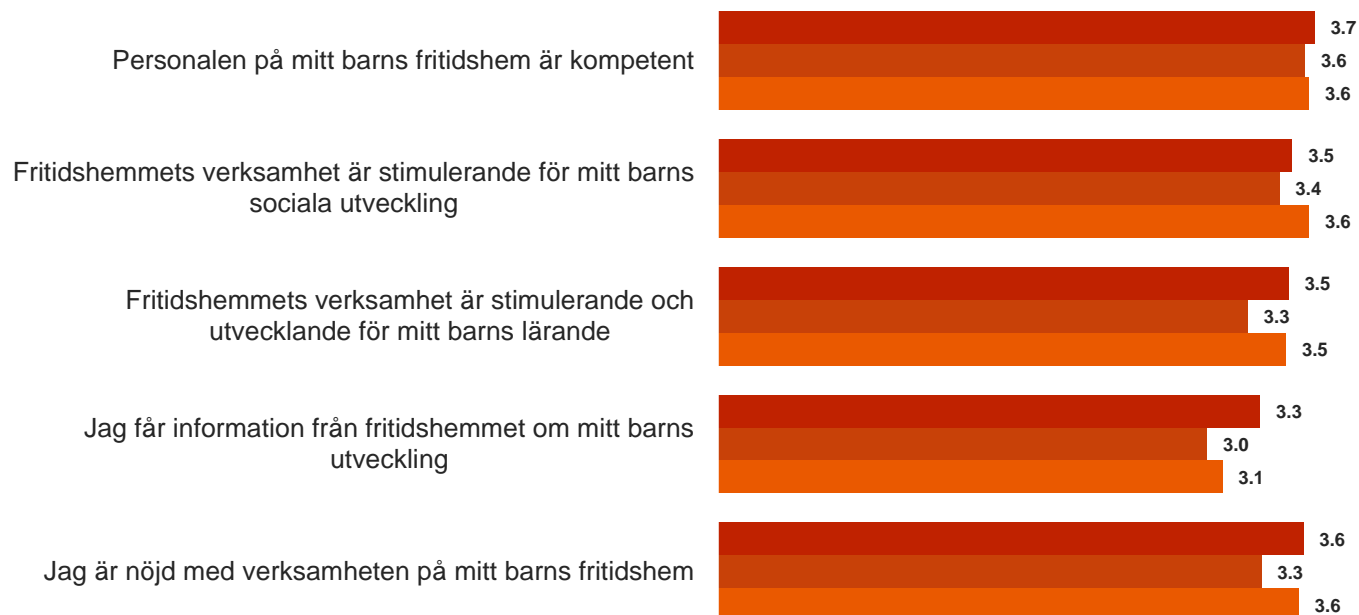 3.7
Personalen på mitt barns fritidshem är kompetent
3.6
3.6
3.5
Fritidshemmets verksamhet är stimulerande för mitt barns
sociala utveckling
3.4
3.6
3.5
Fritidshemmets verksamhet är stimulerande och
utvecklande för mitt barns lärande
3.3
3.5
3.3
Jag får information från fritidshemmet om mitt barns
utveckling
3.0
3.1
3.6
Jag är nöjd med verksamheten på mitt barns fritidshem
3.3
3.6